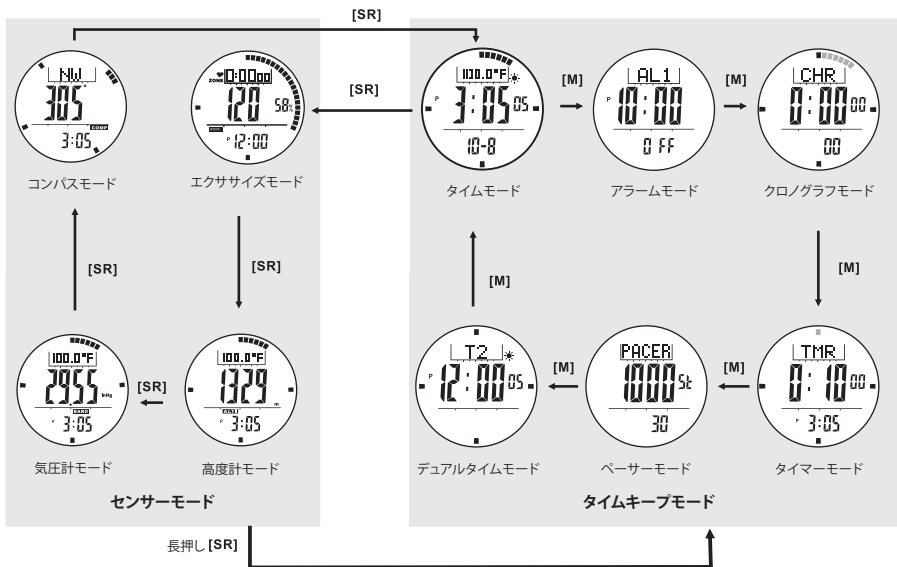 [SR]
NW
305°
COMP
3:05
コンパスモード
ZONE 0:0000
120 58%
P 12:00
エクササイズモード
[SR]
100.0°F
P 3:05 05
10-8
タイムモード
[M]
AL1
P 10:00
OFF
アラームモード
[M]
CHR
0:00 00
00
クロノグラフモード
[SR]
[SR]
[M]
[M]
100.0°F
2955 inHg
BARO
P 3:05
気圧計モード
[SR]
100.0°F
1329 m
ALTI
P 3:05
高度計モード
T2
P 12:00 05
デュアルタイムモード
[M]
PACER
1000 St
30
ペーサーモード
[M]
TMR
0:10 00
P 3:05
タイマーモード
センサーモード
タイムキープモード
長押し [SR]